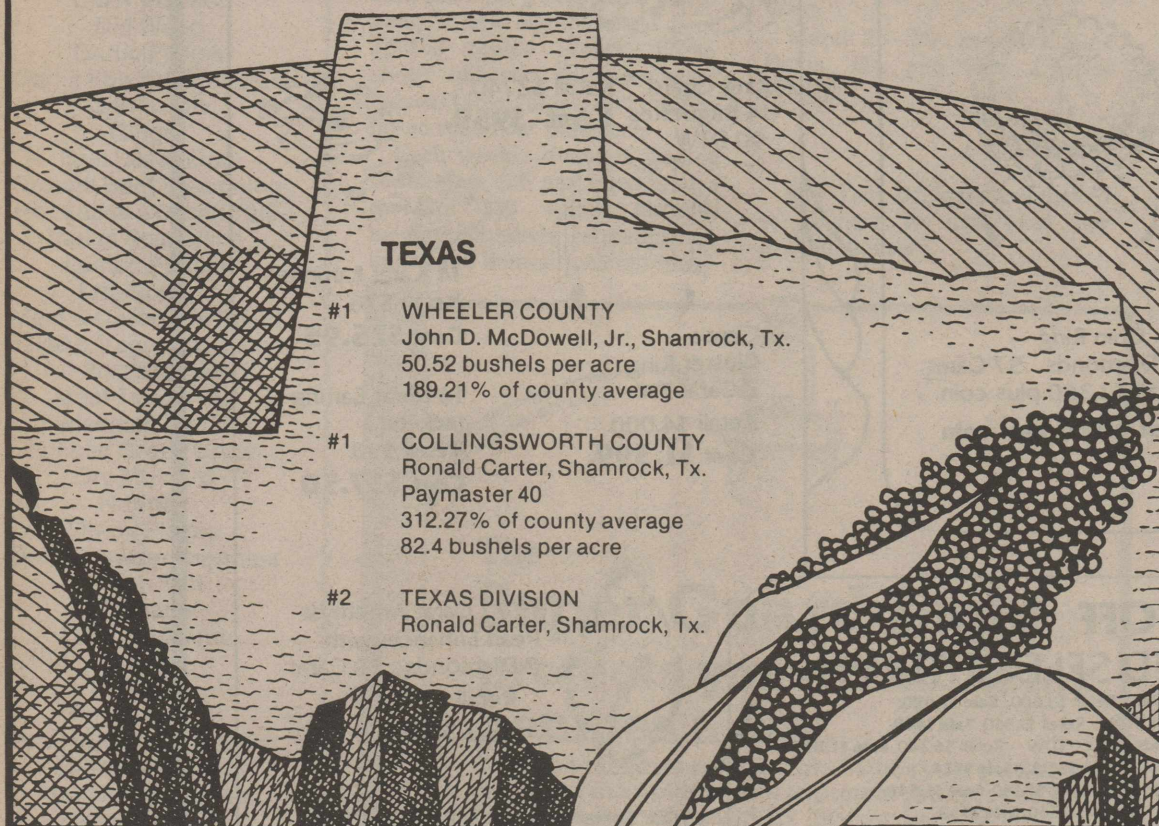 TEXAS
#1 WHEELER COUNTY
John D. McDowell, Jr., Shamrock, Tx.
50.52 bushels per acre
189.21% of county average
#1 COLLINGSWORTH COUNTY
Ronald Carter, Shamrock, Tx.
Paymaster 40
312.27% of county average
82.4 bushels per acre
#2 TEXAS DIVISION
Ronald Carter, Shamrock, Tx.